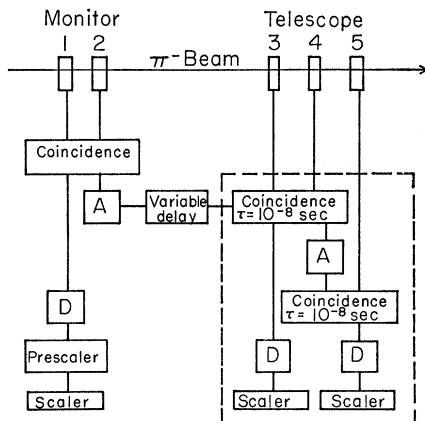 Monitor
Telescope
1 2
3 4 5
π-Beam
Coincidence
A
Variable delay
Coincidence
τ=10⁻⁸ sec
A
Coincidence
τ = 10⁻⁸ sec
D
D
D
Prescaler
Scaler
Scaler
Scaler